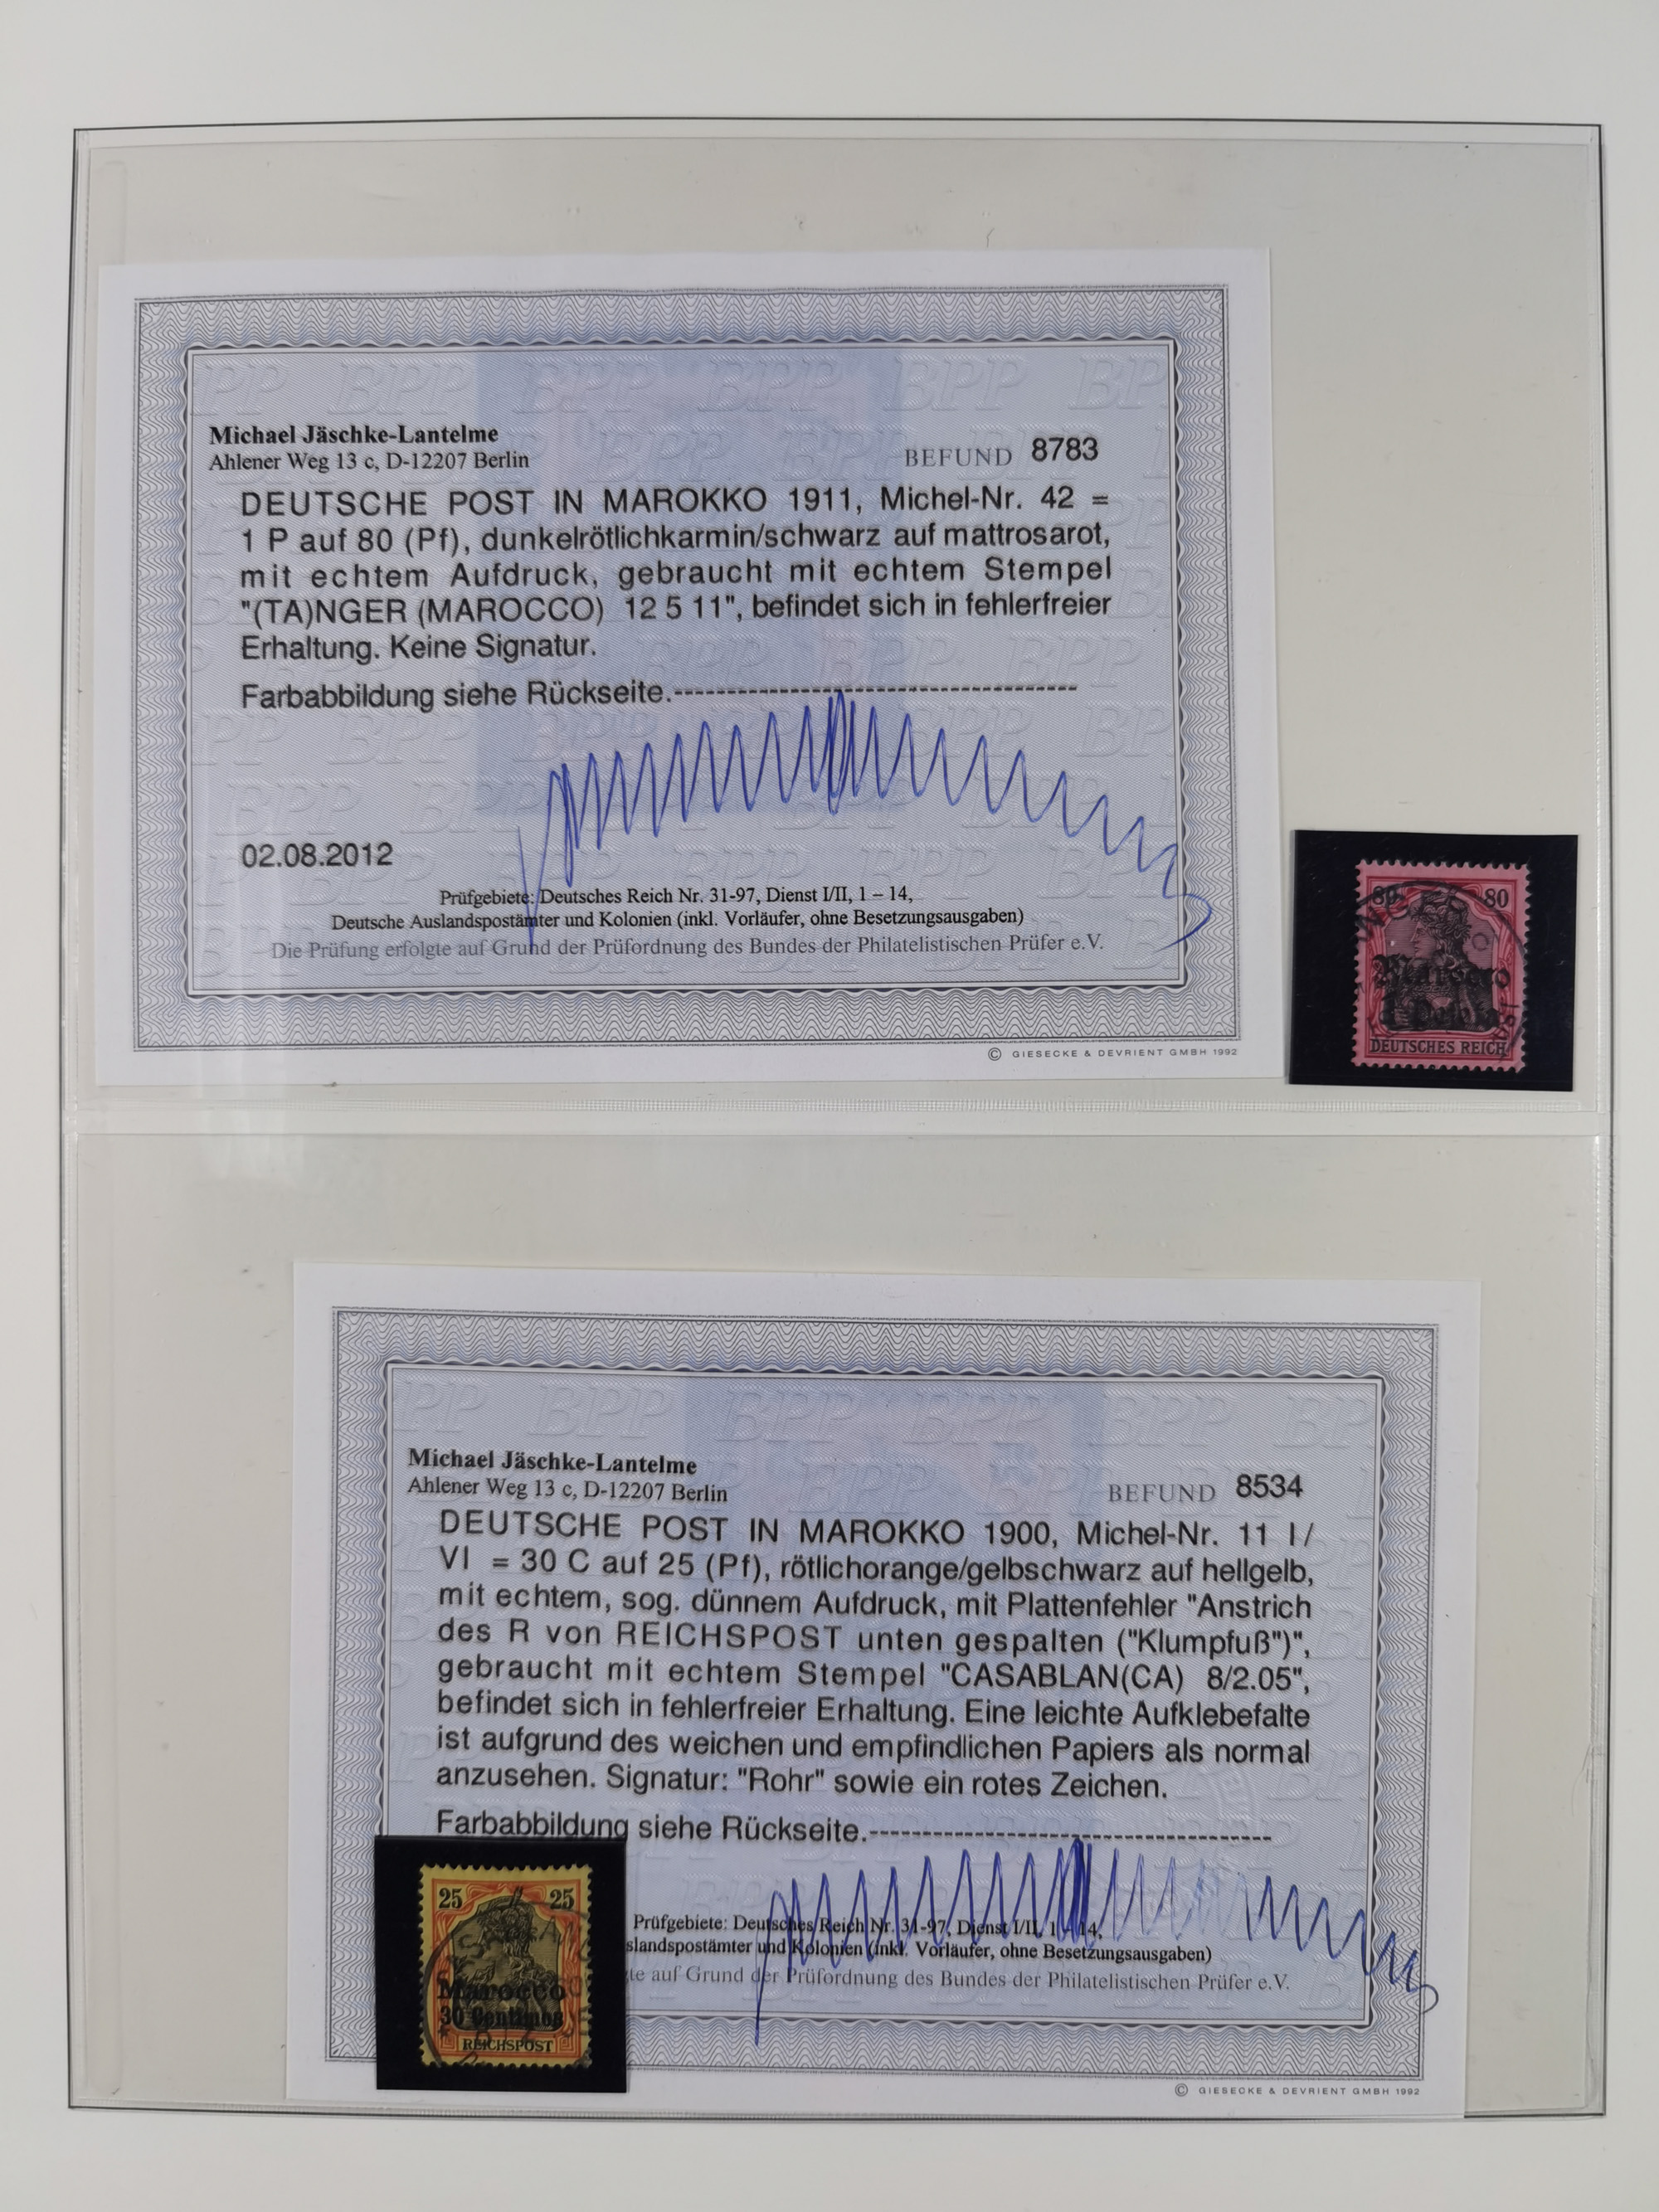 Michael Jäschke-Lantelme
Ahlener Weg 13 c, D-12207 Berlin
BEFUND 8783
DEUTSCHE POST IN MAROKKO 1911, Michel-Nr. 42 =
1 P auf 80 (Pf), dunkelrötlichkarmin/schwarz auf mattrosarot,
mit echtem Aufdruck, gebraucht mit echtem Stempel
"(TA)NGER (MAROCCO) 12 5 11", befindet sich in fehlerfreier
Erhaltung. Keine Signatur.
Farbabbildung siehe Rückseite.
02.08.2012
Prüfgebiete: Deutsches Reich Nr. 31-97, Dienst I/II, 1 – 14,
Deutsche Auslandspostämter und Kolonien (inkl. Vorläufer, ohne Besetzungsausgaben)
Die Prüfung erfolgte auf Grund der Prüfordnung des Bundes der Philatelistischen Prüfer e.V.
© GIESECKE & DEVRIENT GMBH 1992
80 80
Marocco
DEUTSCHES REICH
Michael Jäschke-Lantelme
Ahlener Weg 13 c, D-12207 Berlin
BEFUND 8534
DEUTSCHE POST IN MAROKKO 1900, Michel-Nr. 11 I/
VI = 30 C auf 25 (Pf), rötlichorange/gelbschwarz auf hellgelb,
mit echtem, sog. dünnem Aufdruck, mit Plattenfehler "Anstrich
des R von REICHSPOST unten gespalten ("Klumpfuß")",
gebraucht mit echtem Stempel "CASABLAN(CA) 8/2.05",
befindet sich in fehlerfreier Erhaltung. Eine leichte Aufklebefalte
ist aufgrund des weichen und empfindlichen Papiers als normal
anzusehen. Signatur: "Rohr" sowie ein rotes Zeichen.
Farbabbildung siehe Rückseite.
Prüfgebiete: Deutsches Reich Nr. 31-97, Dienst I/II, 1 – 14,
slandspostämter und Kolonien (inkl. Vorläufer, ohne Besetzungsausgaben)
te auf Grund der Prüfordnung des Bundes der Philatelistischen Prüfer e.V.
© GIESECKE & DEVRIENT GMBH 1992
25 25
Marocco
30 Centimos
REICHSPOST